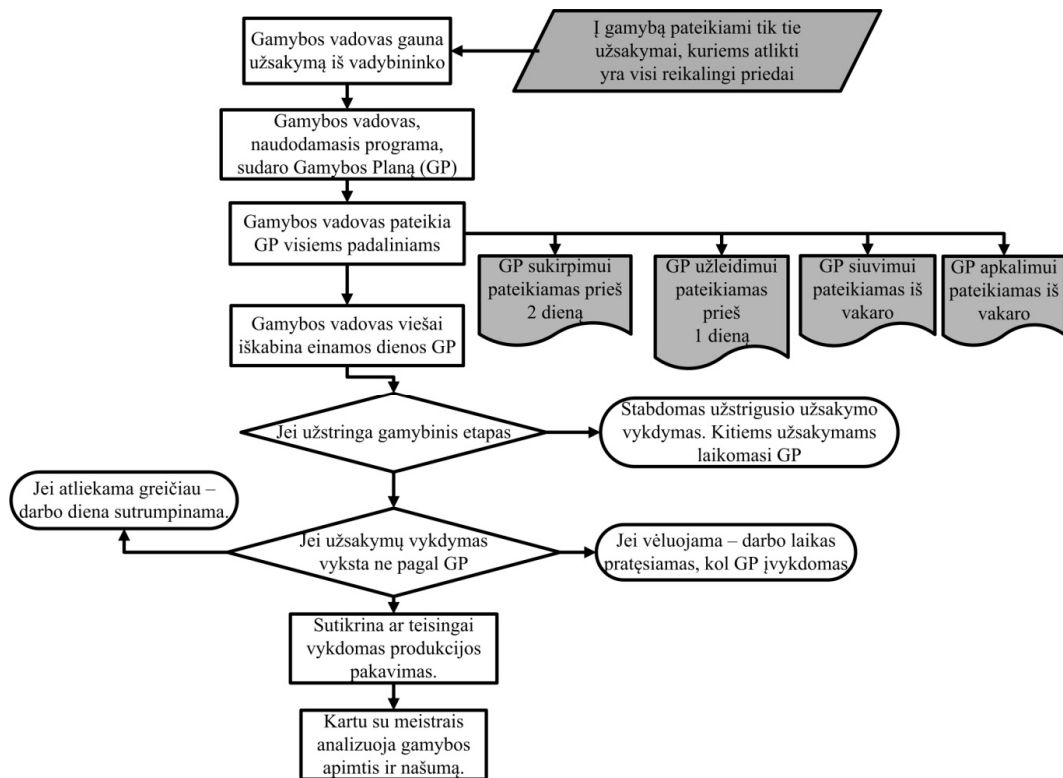 Gamybos vadovas gauna
užsakymą iš vadybininko
Į gamybą pateikiami tik tie
užsakymai, kuriems atlikti
yra visi reikalingi priedai
Gamybos vadovas,
naudodamasis programa,
sudaro Gamybos Planą (GP)
Gamybos vadovas pateikia
GP visiems padaliniams
GP sukirpimui
pateikiamas prieš
2 dieną
GP užleidimui
pateikiamas
prieš
1 dieną
GP siuvimui
pateikiamas iš
vakaro
GP apkalimui
pateikiamas iš
vakaro
Gamybos vadovas viešai
iškabina einamos dienos GP
Jei užstringa gamybinis etapas
Stabdomas užstrigusio užsakymo
vykdymas. Kitiems užsakymams
laikomasi GP
Jei atliekama greičiau –
darbo diena sutrumpinama.
Jei užsakymų vykdymas
vyksta ne pagal GP
Jei vėluojama – darbo laikas
pratęsiamas, kol GP įvykdomas
Sutikrina ar teisingai
vykdomas produkcijos
pakavimas.
Kartu su meistrais
analizuoja gamybos
apimtis ir našumą.